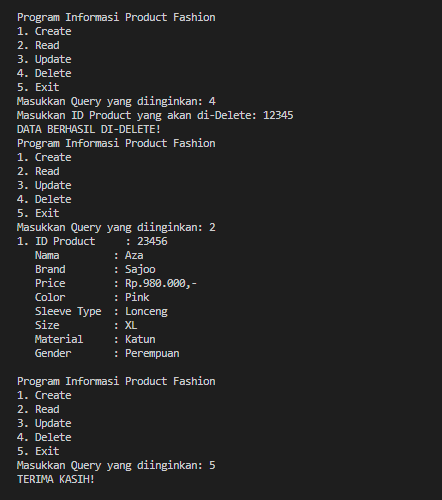 Program Informasi Product Fashion
1. Create
2. Read
3. Update
4. Delete
5. Exit
Masukkan Query yang diinginkan: 4
Masukkan ID Product yang akan di-Delete: 12345
DATA BERHASIL DI-DELETE!
Program Informasi Product Fashion
1. Create
2. Read
3. Update
4. Delete
5. Exit
Masukkan Query yang diinginkan: 2
1. ID Product     : 23456
   Nama         : Aza
   Brand        : Sajoo
   Price        : Rp.980.000,-
   Color        : Pink
   Sleeve Type  : Lonceng
   Size         : XL
   Material     : Katun
   Gender       : Perempuan
Program Informasi Product Fashion
1. Create
2. Read
3. Update
4. Delete
5. Exit
Masukkan Query yang diinginkan: 5
TERIMA KASIH!